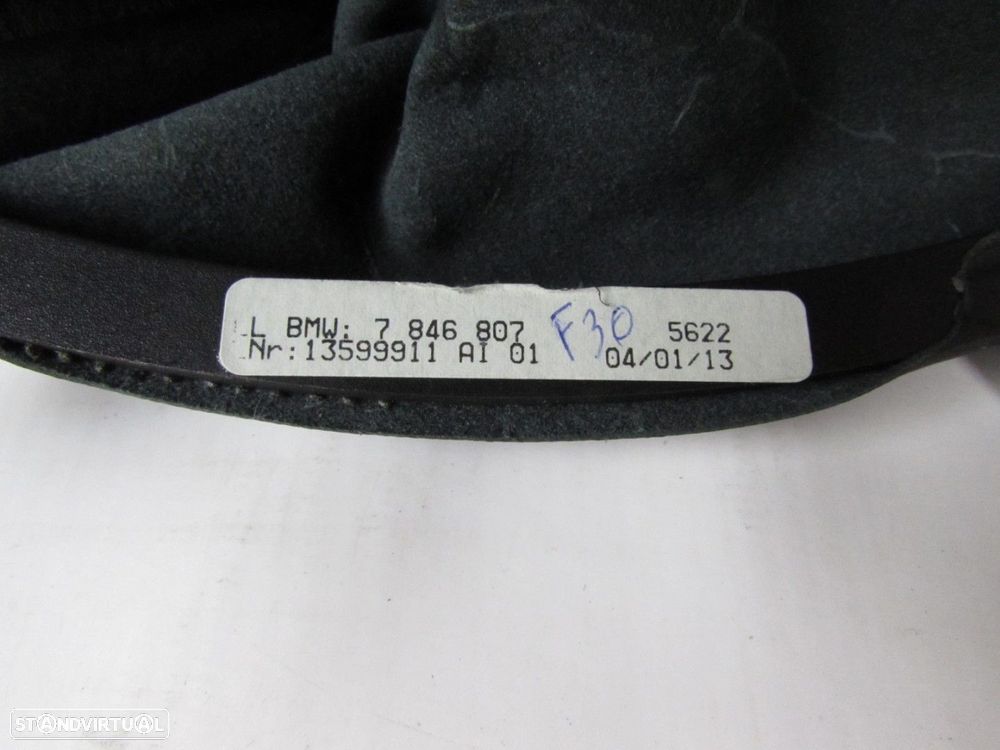 L BMW: 7 846 807 F30 5622
Nr:13599911 AI 01 04/01/13
STANDVIRTUAL